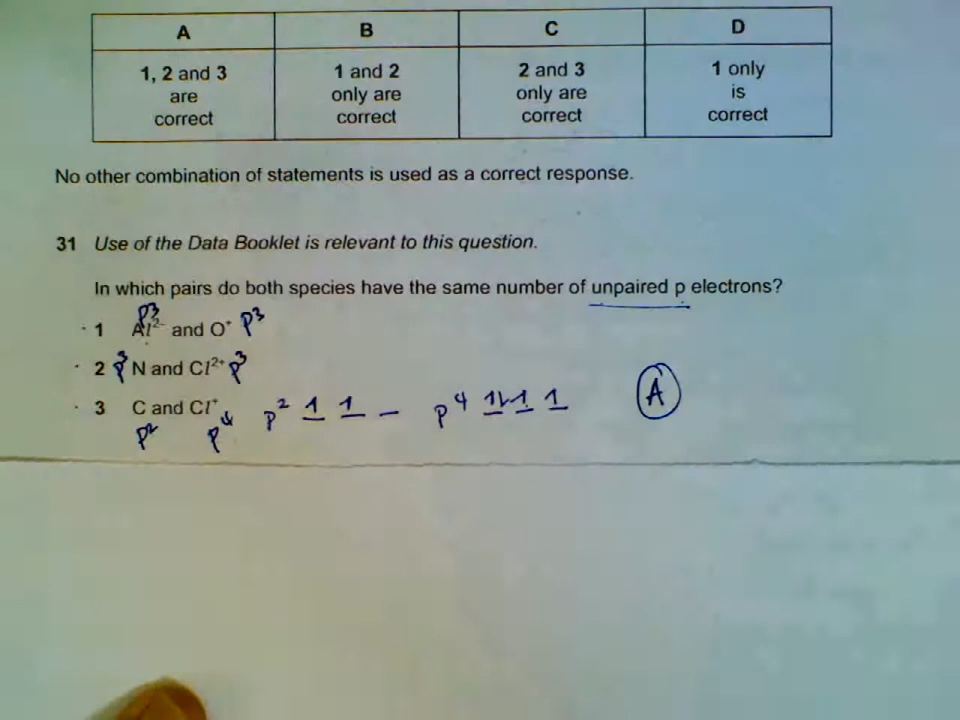 A B C D
1, 2 and 3 are correct
1 and 2 only are correct
2 and 3 only are correct
1 only is correct
No other combination of statements is used as a correct response.
31 Use of the Data Booklet is relevant to this question.
In which pairs do both species have the same number of unpaired p electrons?
p³ p³
1 Al²⁻ and O⁺
2 p³ N and Cl²⁺ p³
3 C and Cl⁺ p² 1 1 _ p⁴ 1l 1 1 A
p² p⁴